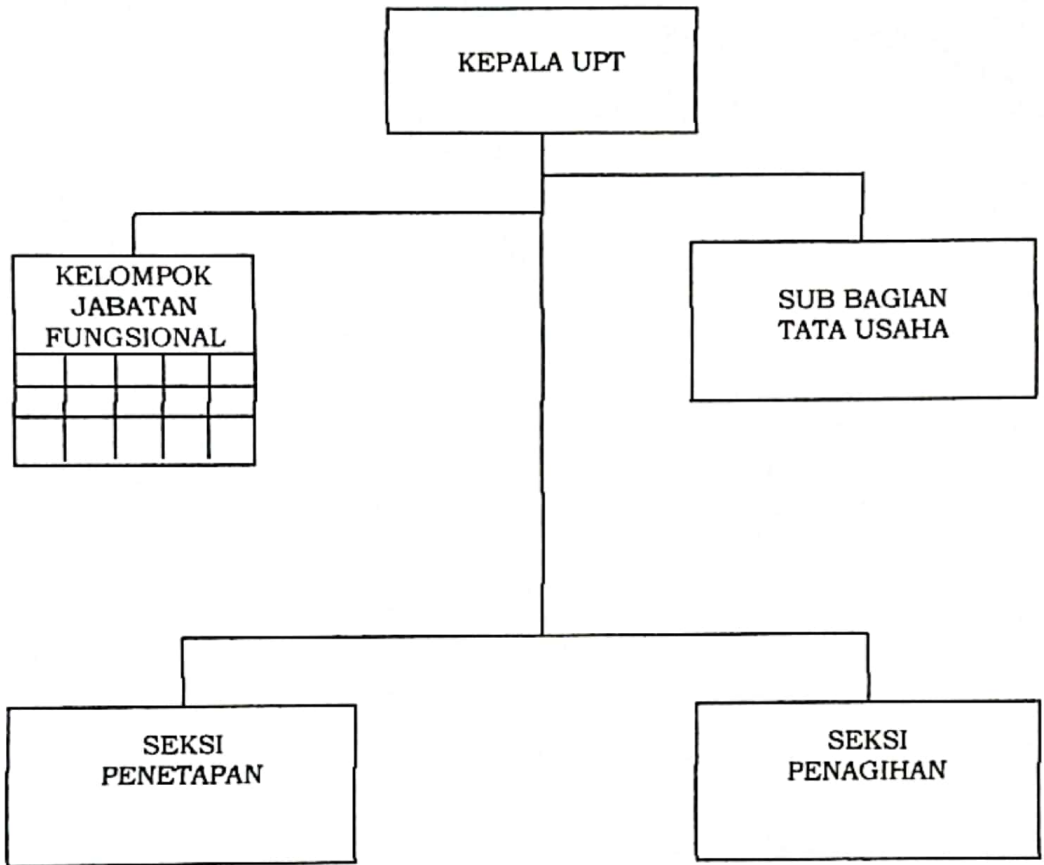 KEPALA UPT
KELOMPOK
JABATAN
FUNGSIONAL
SUB BAGIAN
TATA USAHA
SEKSI
PENETAPAN
SEKSI
PENAGIHAN